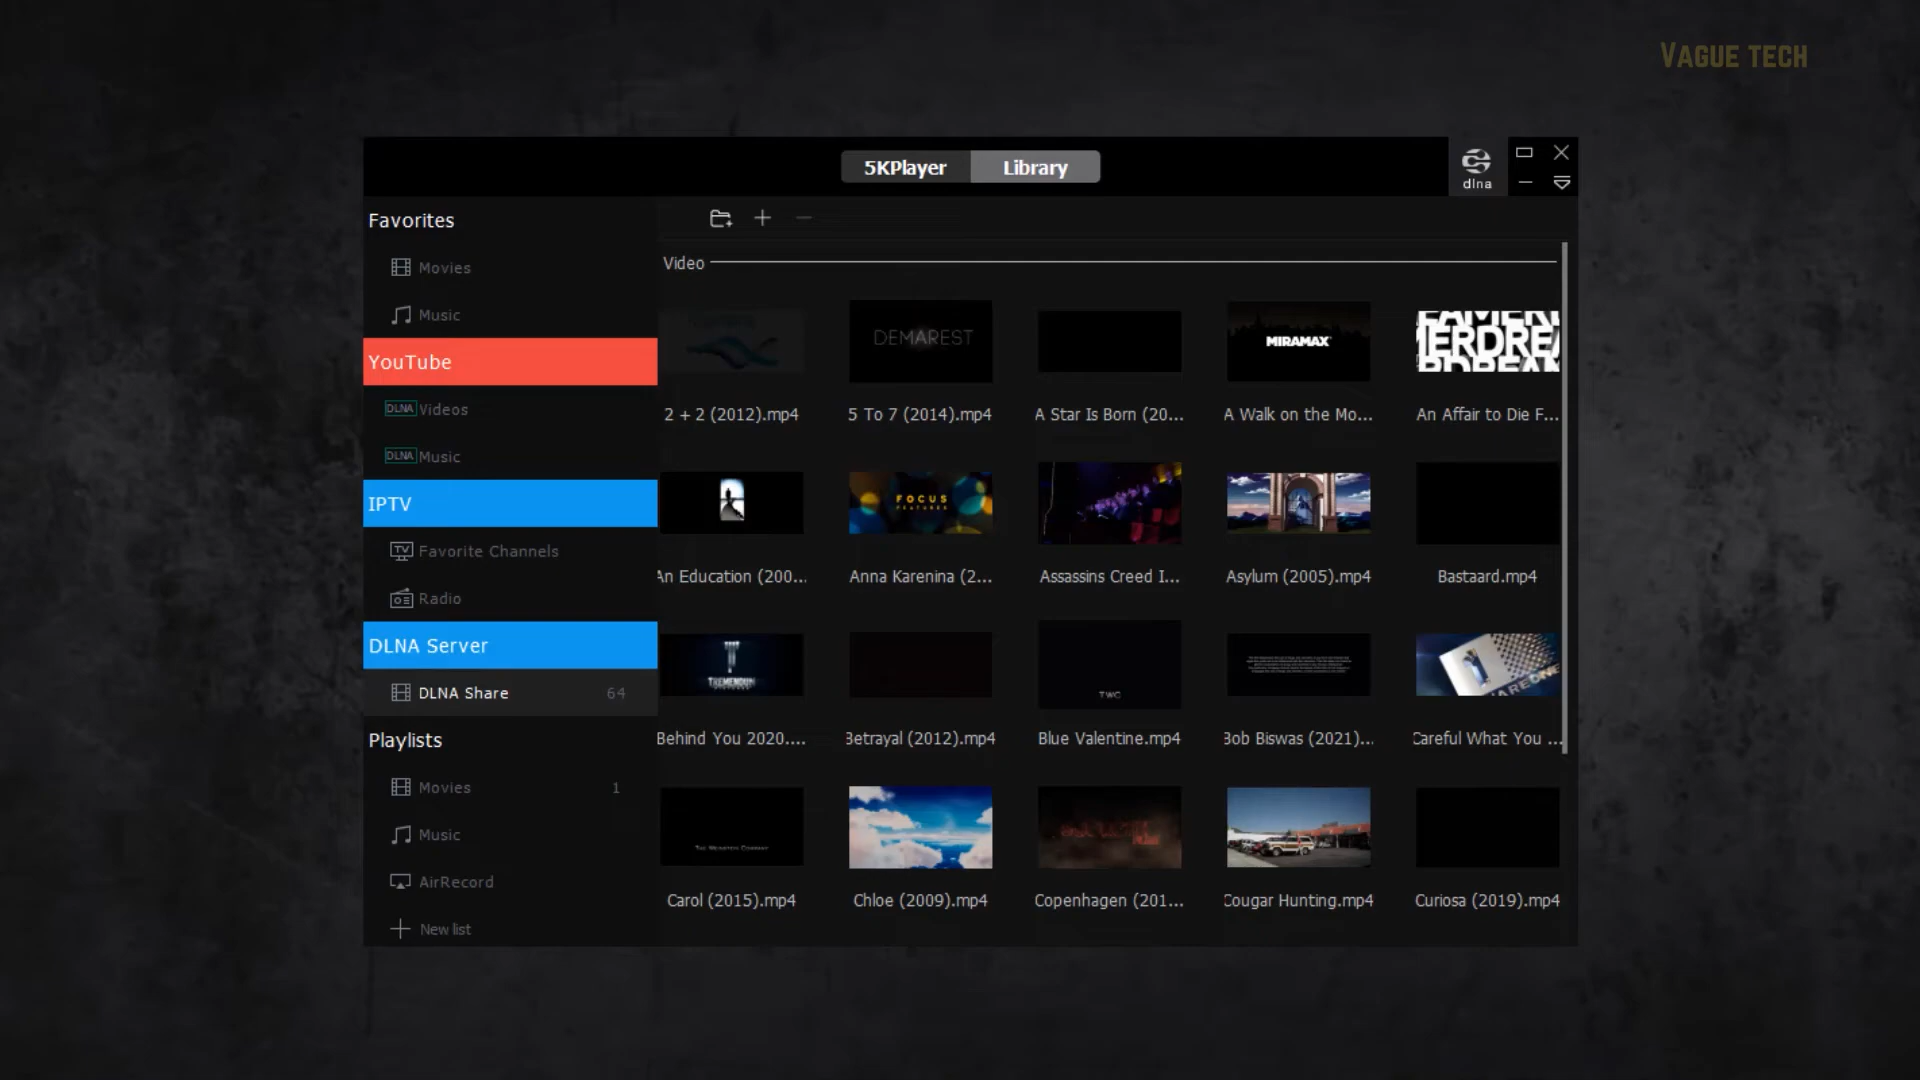 VAGUE TECH
5KPlayer Library
dlna
Favorites
Movies
Music
YouTube
DLNA Videos
DLNA Music
IPTV
TV Favorite Channels
Radio
DLNA Server
DLNA Share 64
Playlists
Movies 1
Music
AirRecord
New list
Video
DEMAREST
MIRAMAX
2 + 2 (2012).mp4
5 To 7 (2014).mp4
A Star Is Born (20...
A Walk on the Mo...
An Affair to Die F...
FOCUS
FEATURES
An Education (200...
Anna Karenina (2...
Assassins Creed I...
Asylum (2005).mp4
Bastaard.mp4
T
TWC
Behind You 2020....
Betrayal (2012).mp4
Blue Valentine.mp4
Bob Biswas (2021)...
Careful What You ...
THE WEINSTEIN COMPANY
Carol (2015).mp4
Chloe (2009).mp4
Copenhagen (201...
Cougar Hunting.mp4
Curiosa (2019).mp4